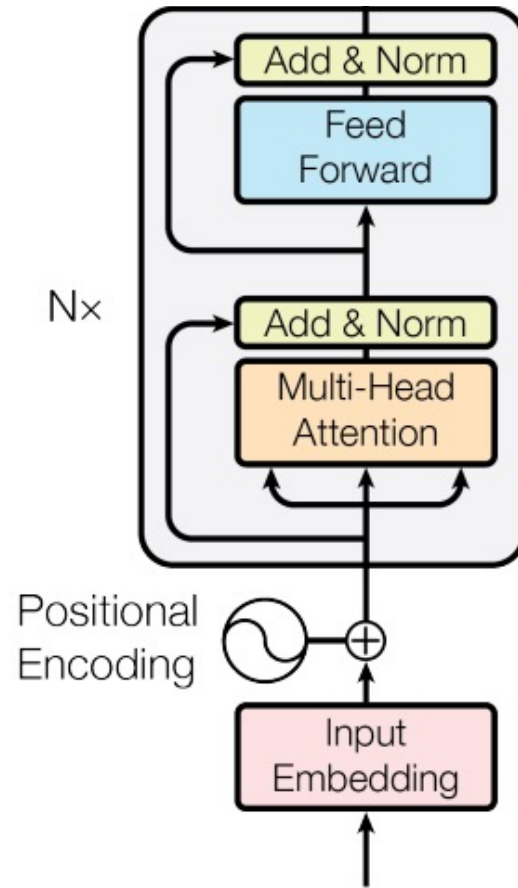 Add & Norm
Feed
Forward
N×
Add & Norm
Multi-Head
Attention
Positional
Encoding
Input
Embedding